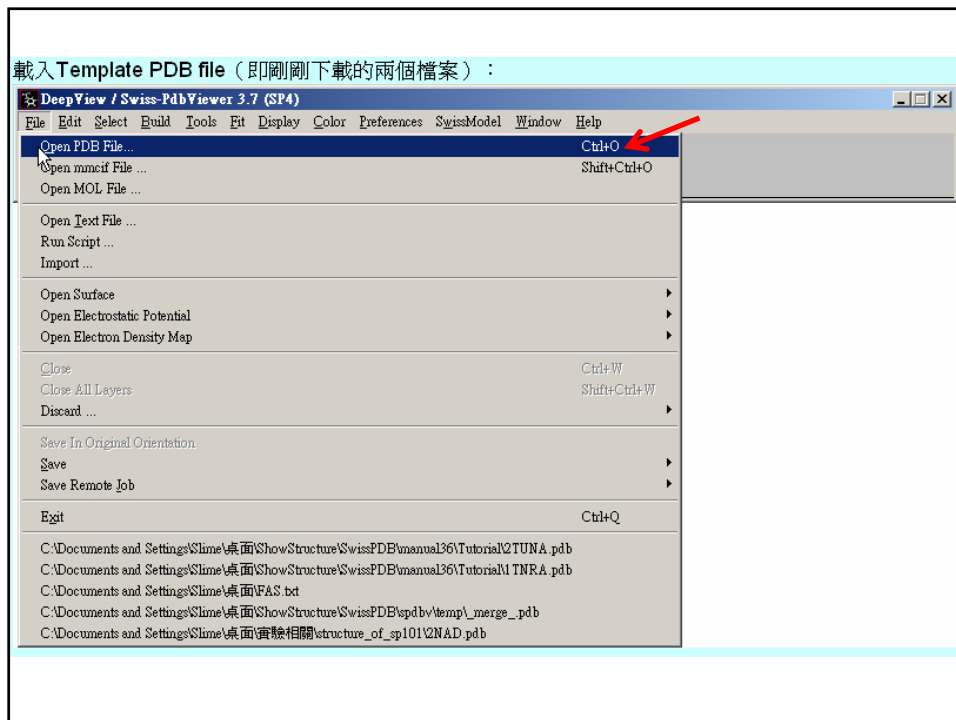 載入Template PDB file（即剛剛下載的兩個檔案）：
DeepView / Swiss-PdbViewer 3.7 (SP4)
File Edit Select Build Tools Fit Display Color Preferences SwissModel Window Help
Open PDB File... Ctrl+O
Open mmcif File ... Shift+Ctrl+O
Open MOL File ...
Open Text File ...
Run Script ...
Import ...
Open Surface
Open Electrostatic Potential
Open Electron Density Map
Close Ctrl+W
Close All Layers Shift+Ctrl+W
Discard ...
Save In Original Orientation
Save
Save Remote Job
Exit Ctrl+Q
C:\Documents and Settings\Slime\桌面\ShowStructure\SwissPDB\manual36\Tutorial\2TUNA.pdb
C:\Documents and Settings\Slime\桌面\ShowStructure\SwissPDB\manual36\Tutorial\1TNRA.pdb
C:\Documents and Settings\Slime\桌面\FAS.txt
C:\Documents and Settings\Slime\桌面\ShowStructure\SwissPDB\spdbv\temp\_merge_.pdb
C:\Documents and Settings\Slime\桌面\實驗相關\structure_of_sp101\2NAD.pdb